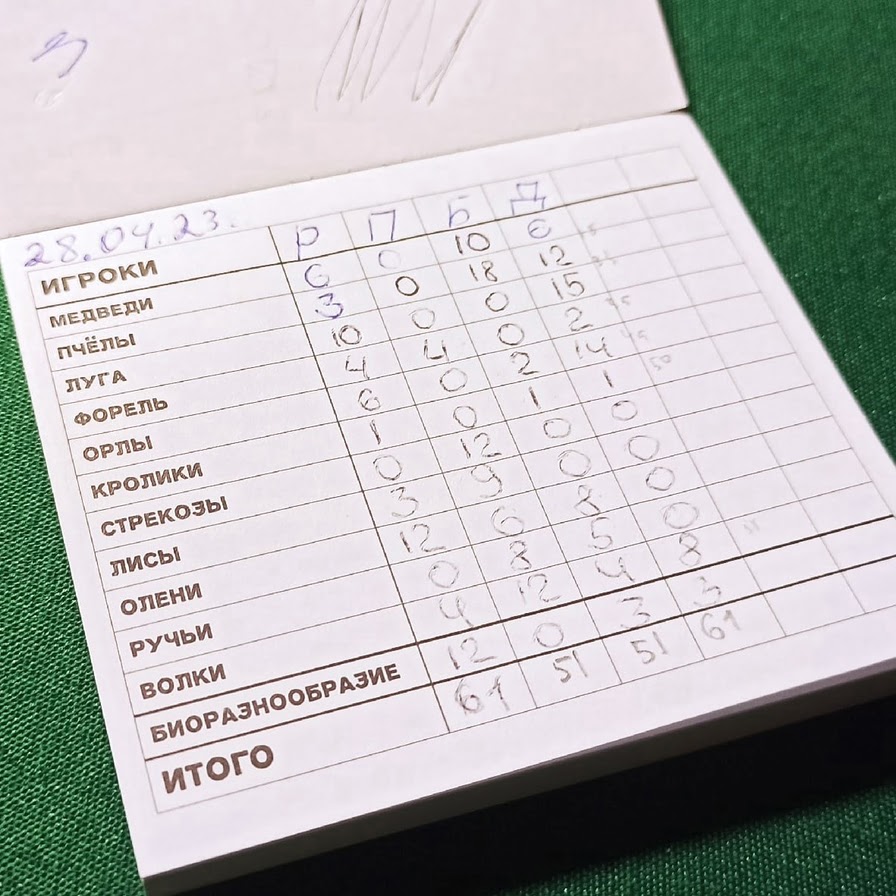 28.04.23.
ИГРОКИ Р П Б Д
МЕДВЕДИ 6 0 10 6
ПЧЁЛЫ 3 0 18 12
ЛУГА 10 0 0 15
ФОРЕЛЬ 4 4 0 2
ОРЛЫ 6 0 2 14
КРОЛИКИ 1 0 1 1
СТРЕКОЗЫ 0 12 0 0
ЛИСЫ 3 9 0 0
ОЛЕНИ 12 6 8 0
РУЧЬИ 0 8 5 0
ВОЛКИ 4 12 4 8
БИОРАЗНООБРАЗИЕ 12 0 3 3
ИТОГО 61 51 51 61